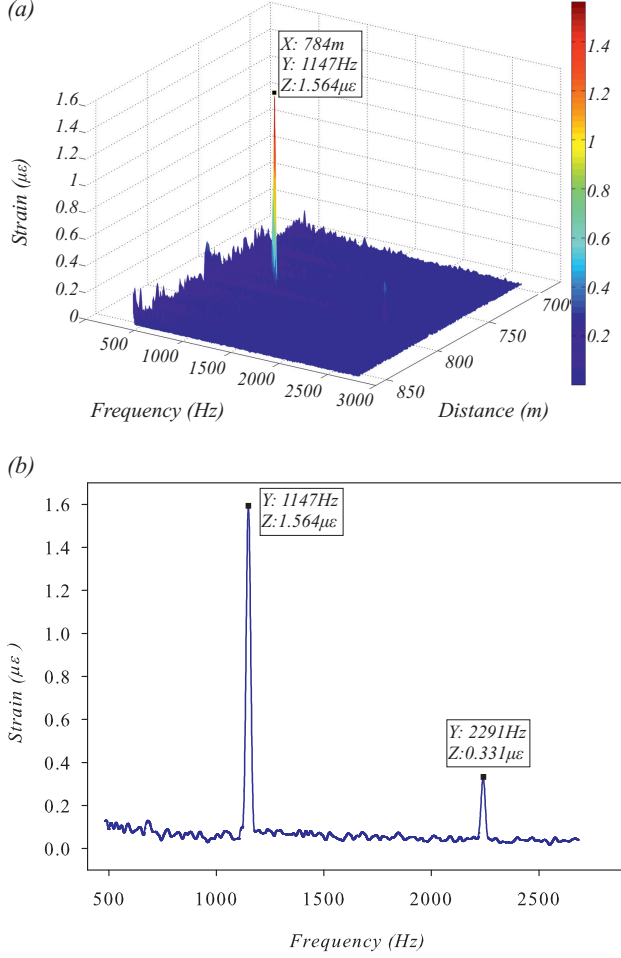 (a)
X: 784m
Y: 1147Hz
Z:1.564με
1.6
1.4
1.2
1
0.8
0.6
0.4
0.2
0
Strain (με)
500
1000
1500
2000
2500
3000
Frequency (Hz)
850
800
750
700
Distance (m)
1.4
1.2
1
0.8
0.6
0.4
0.2
(b)
Y: 1147Hz
Z:1.564με
Y: 2291Hz
Z:0.331με
1.6
1.4
1.2
1.0
0.8
0.6
0.4
0.2
0.0
Strain (με )
500
1000
1500
2000
2500
Frequency (Hz)